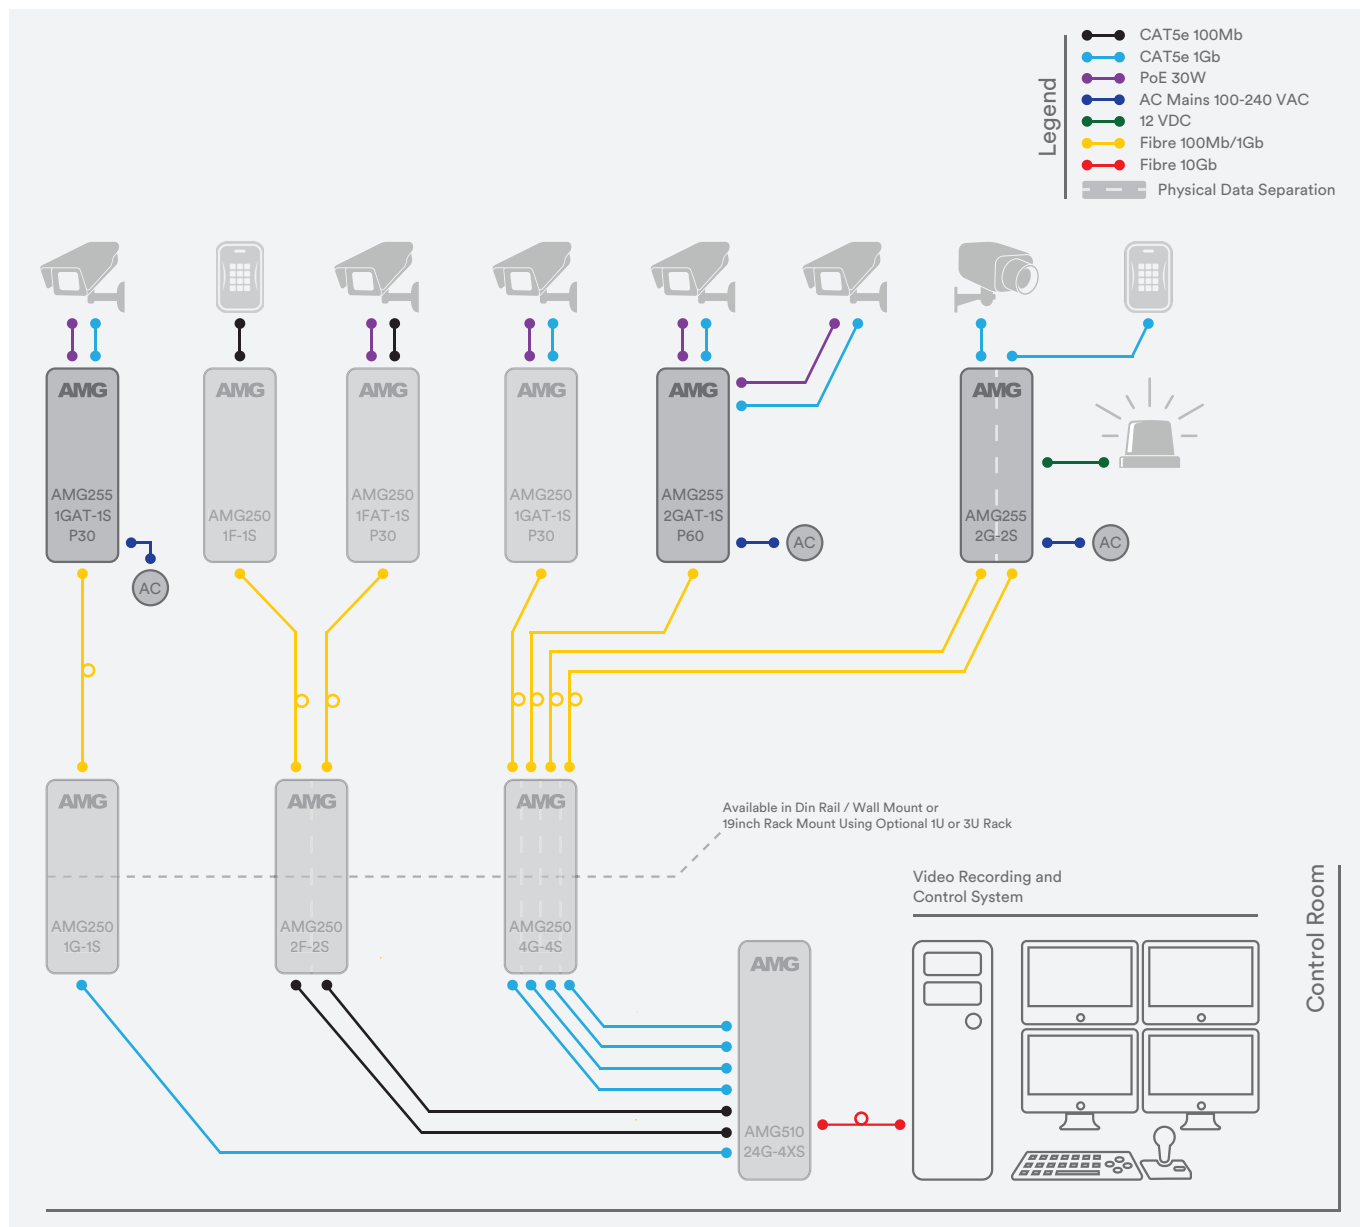 Legend
CAT5e 100Mb
CAT5e 1Gb
PoE 30W
AC Mains 100-240 VAC
12 VDC
Fibre 100Mb/1Gb
Fibre 10Gb
Physical Data Separation
AMG
AMG255
1GAT-1S
P30
AC
AMG
AMG250
1F-1S
AMG
AMG250
1FAT-1S
P30
AMG
AMG250
1GAT-1S
P30
AMG
AMG255
2GAT-1S
P60
AC
AMG
AMG255
2G-2S
AC
AMG
AMG250
1G-1S
AMG
AMG250
2F-2S
AMG
AMG250
4G-4S
Available in Din Rail / Wall Mount or
19inch Rack Mount Using Optional 1U or 3U Rack
AMG
AMG510
24G-4XS
Video Recording and
Control System
Control Room